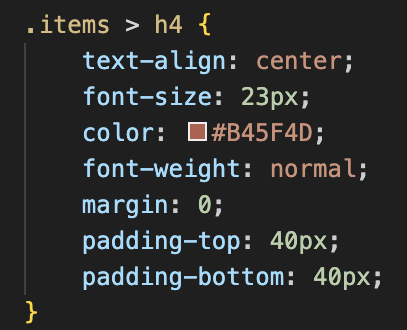 .items > h4 {
    text-align: center;
    font-size: 23px;
    color: #B45F4D;
    font-weight: normal;
    margin: 0;
    padding-top: 40px;
    padding-bottom: 40px;
}